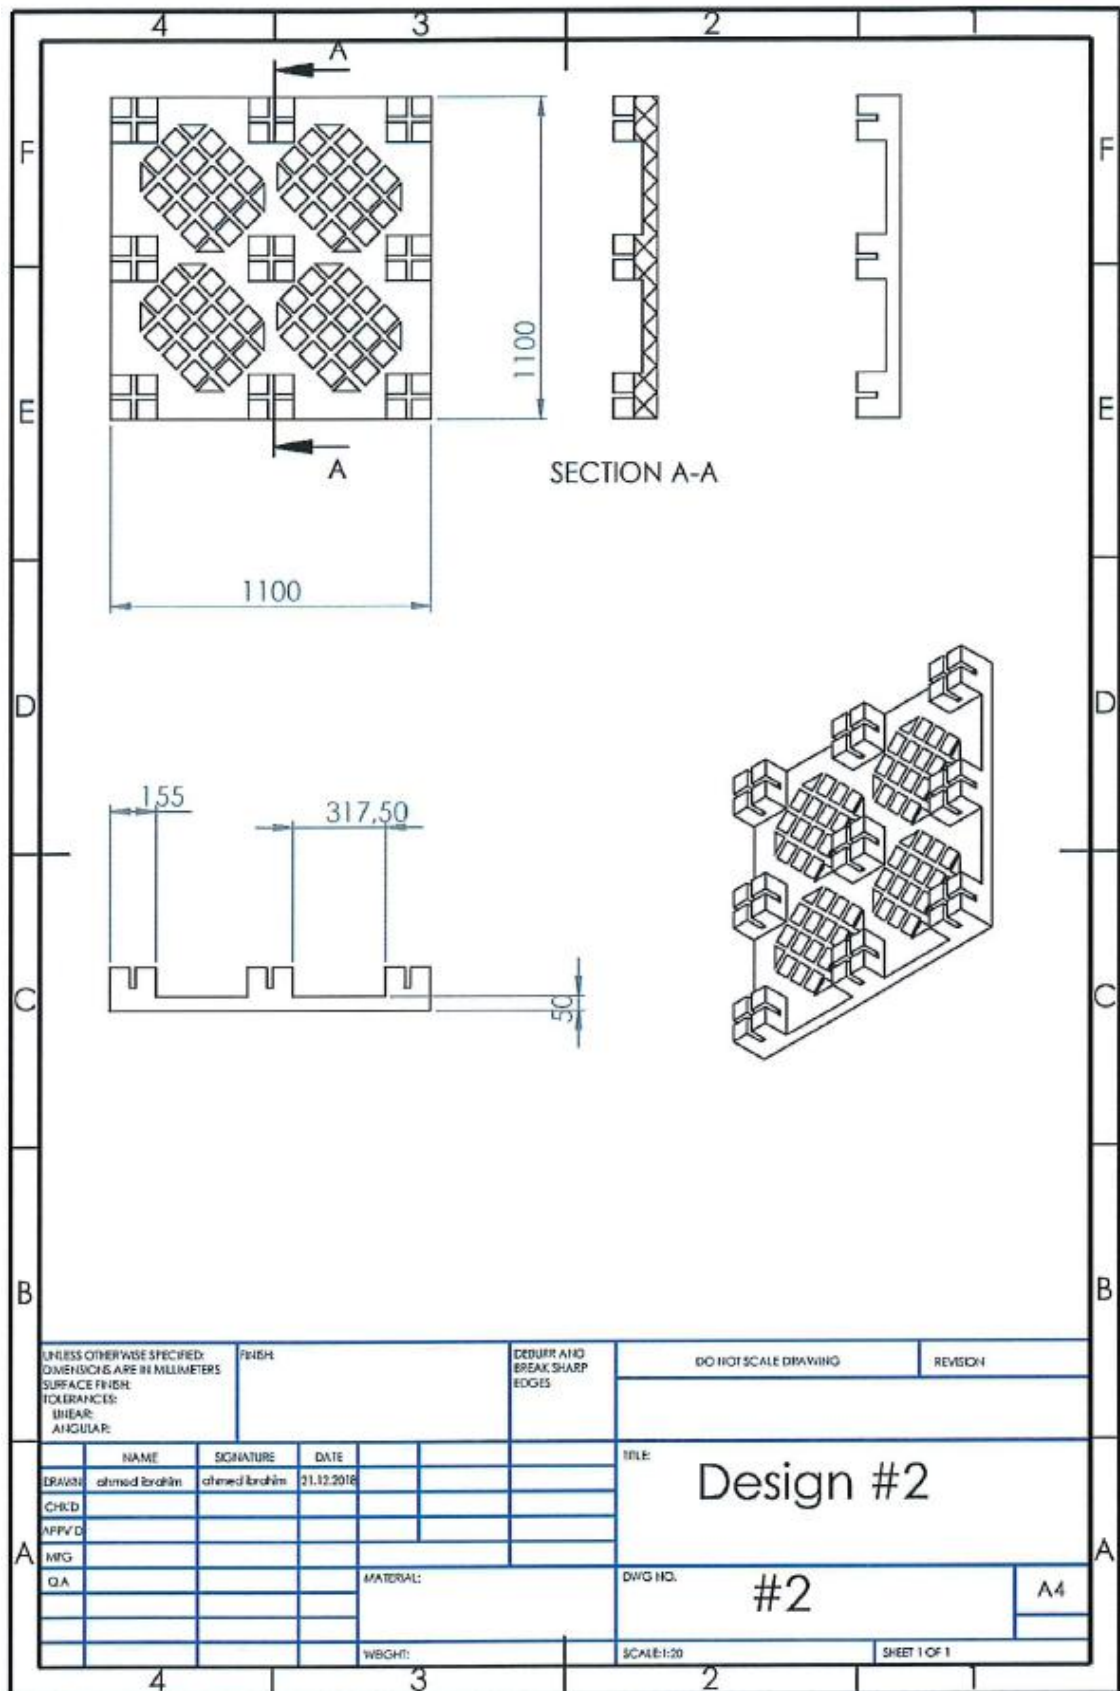 4
3
2
A
F
F
1100
E
E
A
SECTION A-A
1100
D
D
155
317,50
C
50
C
B
B
UNLESS OTHERWISE SPECIFIED:
DIMENSIONS ARE IN MILLIMETERS
SURFACE FINISH:
TOLERANCES:
LINEAR:
ANGULAR:
FINISH:
DEBURR AND
BREAK SHARP
EDGES
DO NOT SCALE DRAWING
REVISION
NAME
SIGNATURE
DATE
DRAWN
ahmed ibrahim
ahmed ibrahim
21.12.2018
CHK'D
APPV'D
MFG
Q.A
MATERIAL:
WEIGHT:
TITLE:
Design #2
A
A
DWG NO.
#2
A4
SCALE:1:20
SHEET 1 OF 1
4
3
2